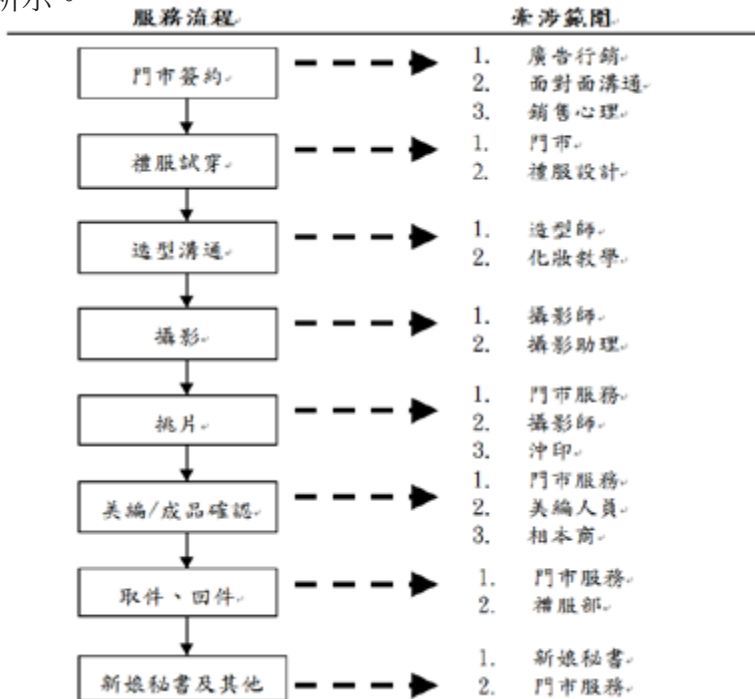 所示。
服務流程 牽涉範圍
門市簽約
1. 廣告行銷
2. 面對面溝通
3. 銷售心理
禮服試穿
1. 門市
2. 禮服設計
造型溝通
1. 造型師
2. 化妝教學
攝影
1. 攝影師
2. 攝影助理
挑片
1. 門市服務
2. 攝影師
3. 沖印
美編/成品確認
1. 門市服務
2. 美編人員
3. 相本商
取件、回件
1. 門市服務
2. 禮服部
新娘秘書及其他
1. 新娘秘書
2. 門市服務